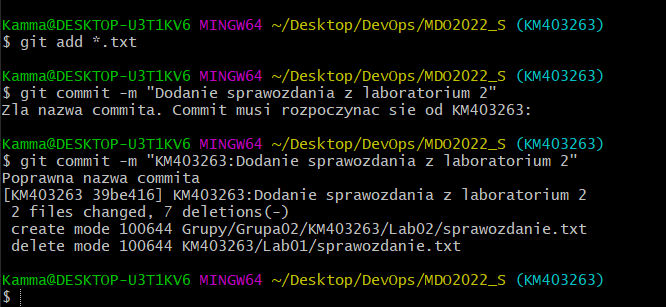 Kamma@DESKTOP-U3T1KV6 MINGW64 ~/Desktop/DevOps/MDO2022_S (KM403263)
$ git add *.txt
Kamma@DESKTOP-U3T1KV6 MINGW64 ~/Desktop/DevOps/MDO2022_S (KM403263)
$ git commit -m "Dodanie sprawozdania z laboratorium 2"
Zla nazwa commita. Commit musi rozpoczynac sie od KM403263:
Kamma@DESKTOP-U3T1KV6 MINGW64 ~/Desktop/DevOps/MDO2022_S (KM403263)
$ git commit -m "KM403263:Dodanie sprawozdania z laboratorium 2"
Poprawna nazwa commita
[KM403263 39be416] KM403263:Dodanie sprawozdania z laboratorium 2
 2 files changed, 7 deletions(-)
 create mode 100644 Grupy/Grupa02/KM403263/Lab02/sprawozdanie.txt
 delete mode 100644 KM403263/Lab01/sprawozdanie.txt
Kamma@DESKTOP-U3T1KV6 MINGW64 ~/Desktop/DevOps/MDO2022_S (KM403263)
$